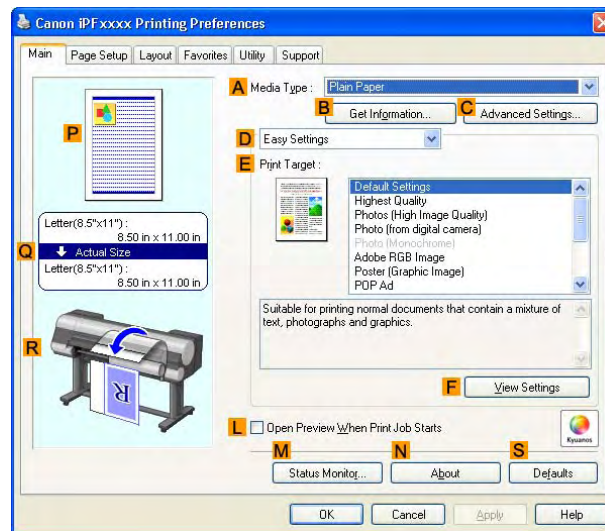 Canon iPFxxxx Printing Preferences
Main Page Setup Layout Favorites Utility Support
P
Letter(8.5"x11") :
8.50 in x 11.00 in
Q
Actual Size
Letter(8.5"x11") :
8.50 in x 11.00 in
R
R
A Media Type : Plain Paper
B Get Information... C Advanced Settings...
D Easy Settings
E Print Target :
Default Settings
Highest Quality
Photos (High Image Quality)
Photo (from digital camera)
Photo (Monochrome)
Adobe RGB Image
Poster (Graphic Image)
POP Ad
Suitable for printing normal documents that contain a mixture of
text, photographs and graphics.
F View Settings
L Open Preview When Print Job Starts
Kyuanos
M Status Monitor... N About S Defaults
OK Cancel Apply Help